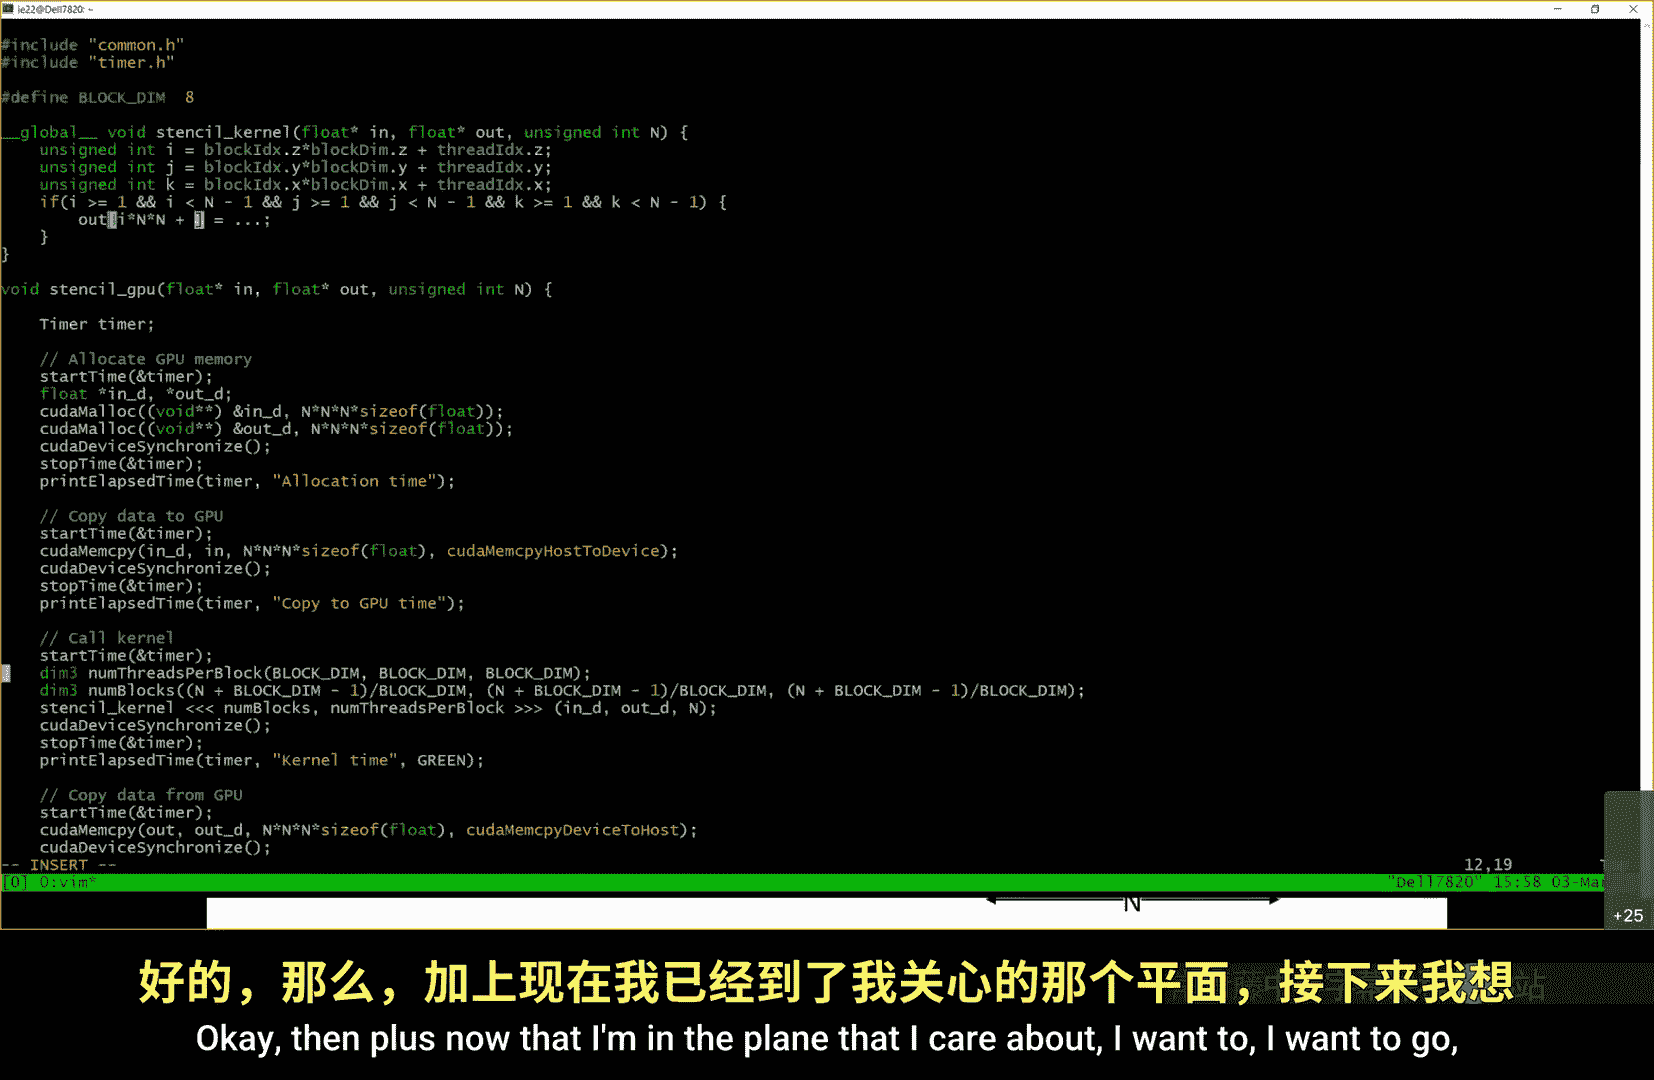 ie22@Dell7820: ~
#include "common.h"
#include "timer.h"
#define BLOCK_DIM  8
__global__ void stencil_kernel(float* in, float* out, unsigned int N) {
    unsigned int i = blockIdx.z*blockDim.z + threadIdx.z;
    unsigned int j = blockIdx.y*blockDim.y + threadIdx.y;
    unsigned int k = blockIdx.x*blockDim.x + threadIdx.x;
    if(i >= 1 && i < N - 1 && j >= 1 && j < N - 1 && k >= 1 && k < N - 1) {
        out[i*N*N + ] = ...;
    }
}
void stencil_gpu(float* in, float* out, unsigned int N) {
    Timer timer;
    // Allocate GPU memory
    startTime(&timer);
    float *in_d, *out_d;
    cudaMalloc((void**) &in_d, N*N*N*sizeof(float));
    cudaMalloc((void**) &out_d, N*N*N*sizeof(float));
    cudaDeviceSynchronize();
    stopTime(&timer);
    printElapsedTime(timer, "Allocation time");
    // Copy data to GPU
    startTime(&timer);
    cudaMemcpy(in_d, in, N*N*N*sizeof(float), cudaMemcpyHostToDevice);
    cudaDeviceSynchronize();
    stopTime(&timer);
    printElapsedTime(timer, "Copy to GPU time");
    // Call kernel
    startTime(&timer);
    dim3 numThreadsPerBlock(BLOCK_DIM, BLOCK_DIM, BLOCK_DIM);
    dim3 numBlocks((N + BLOCK_DIM - 1)/BLOCK_DIM, (N + BLOCK_DIM - 1)/BLOCK_DIM, (N + BLOCK_DIM - 1)/BLOCK_DIM);
    stencil_kernel <<< numBlocks, numThreadsPerBlock >>> (in_d, out_d, N);
    cudaDeviceSynchronize();
    stopTime(&timer);
    printElapsedTime(timer, "Kernel time", GREEN);
    // Copy data from GPU
    startTime(&timer);
    cudaMemcpy(out, out_d, N*N*N*sizeof(float), cudaMemcpyDeviceToHost);
    cudaDeviceSynchronize();
-- INSERT -- 12,19
[0] 0:vim* "Dell7820" 15:58 03-Mar
N
+25
好的，那么，加上现在我已经到了我关心的那个平面，接下来我想
Okay, then plus now that I'm in the plane that I care about, I want to, I want to go,